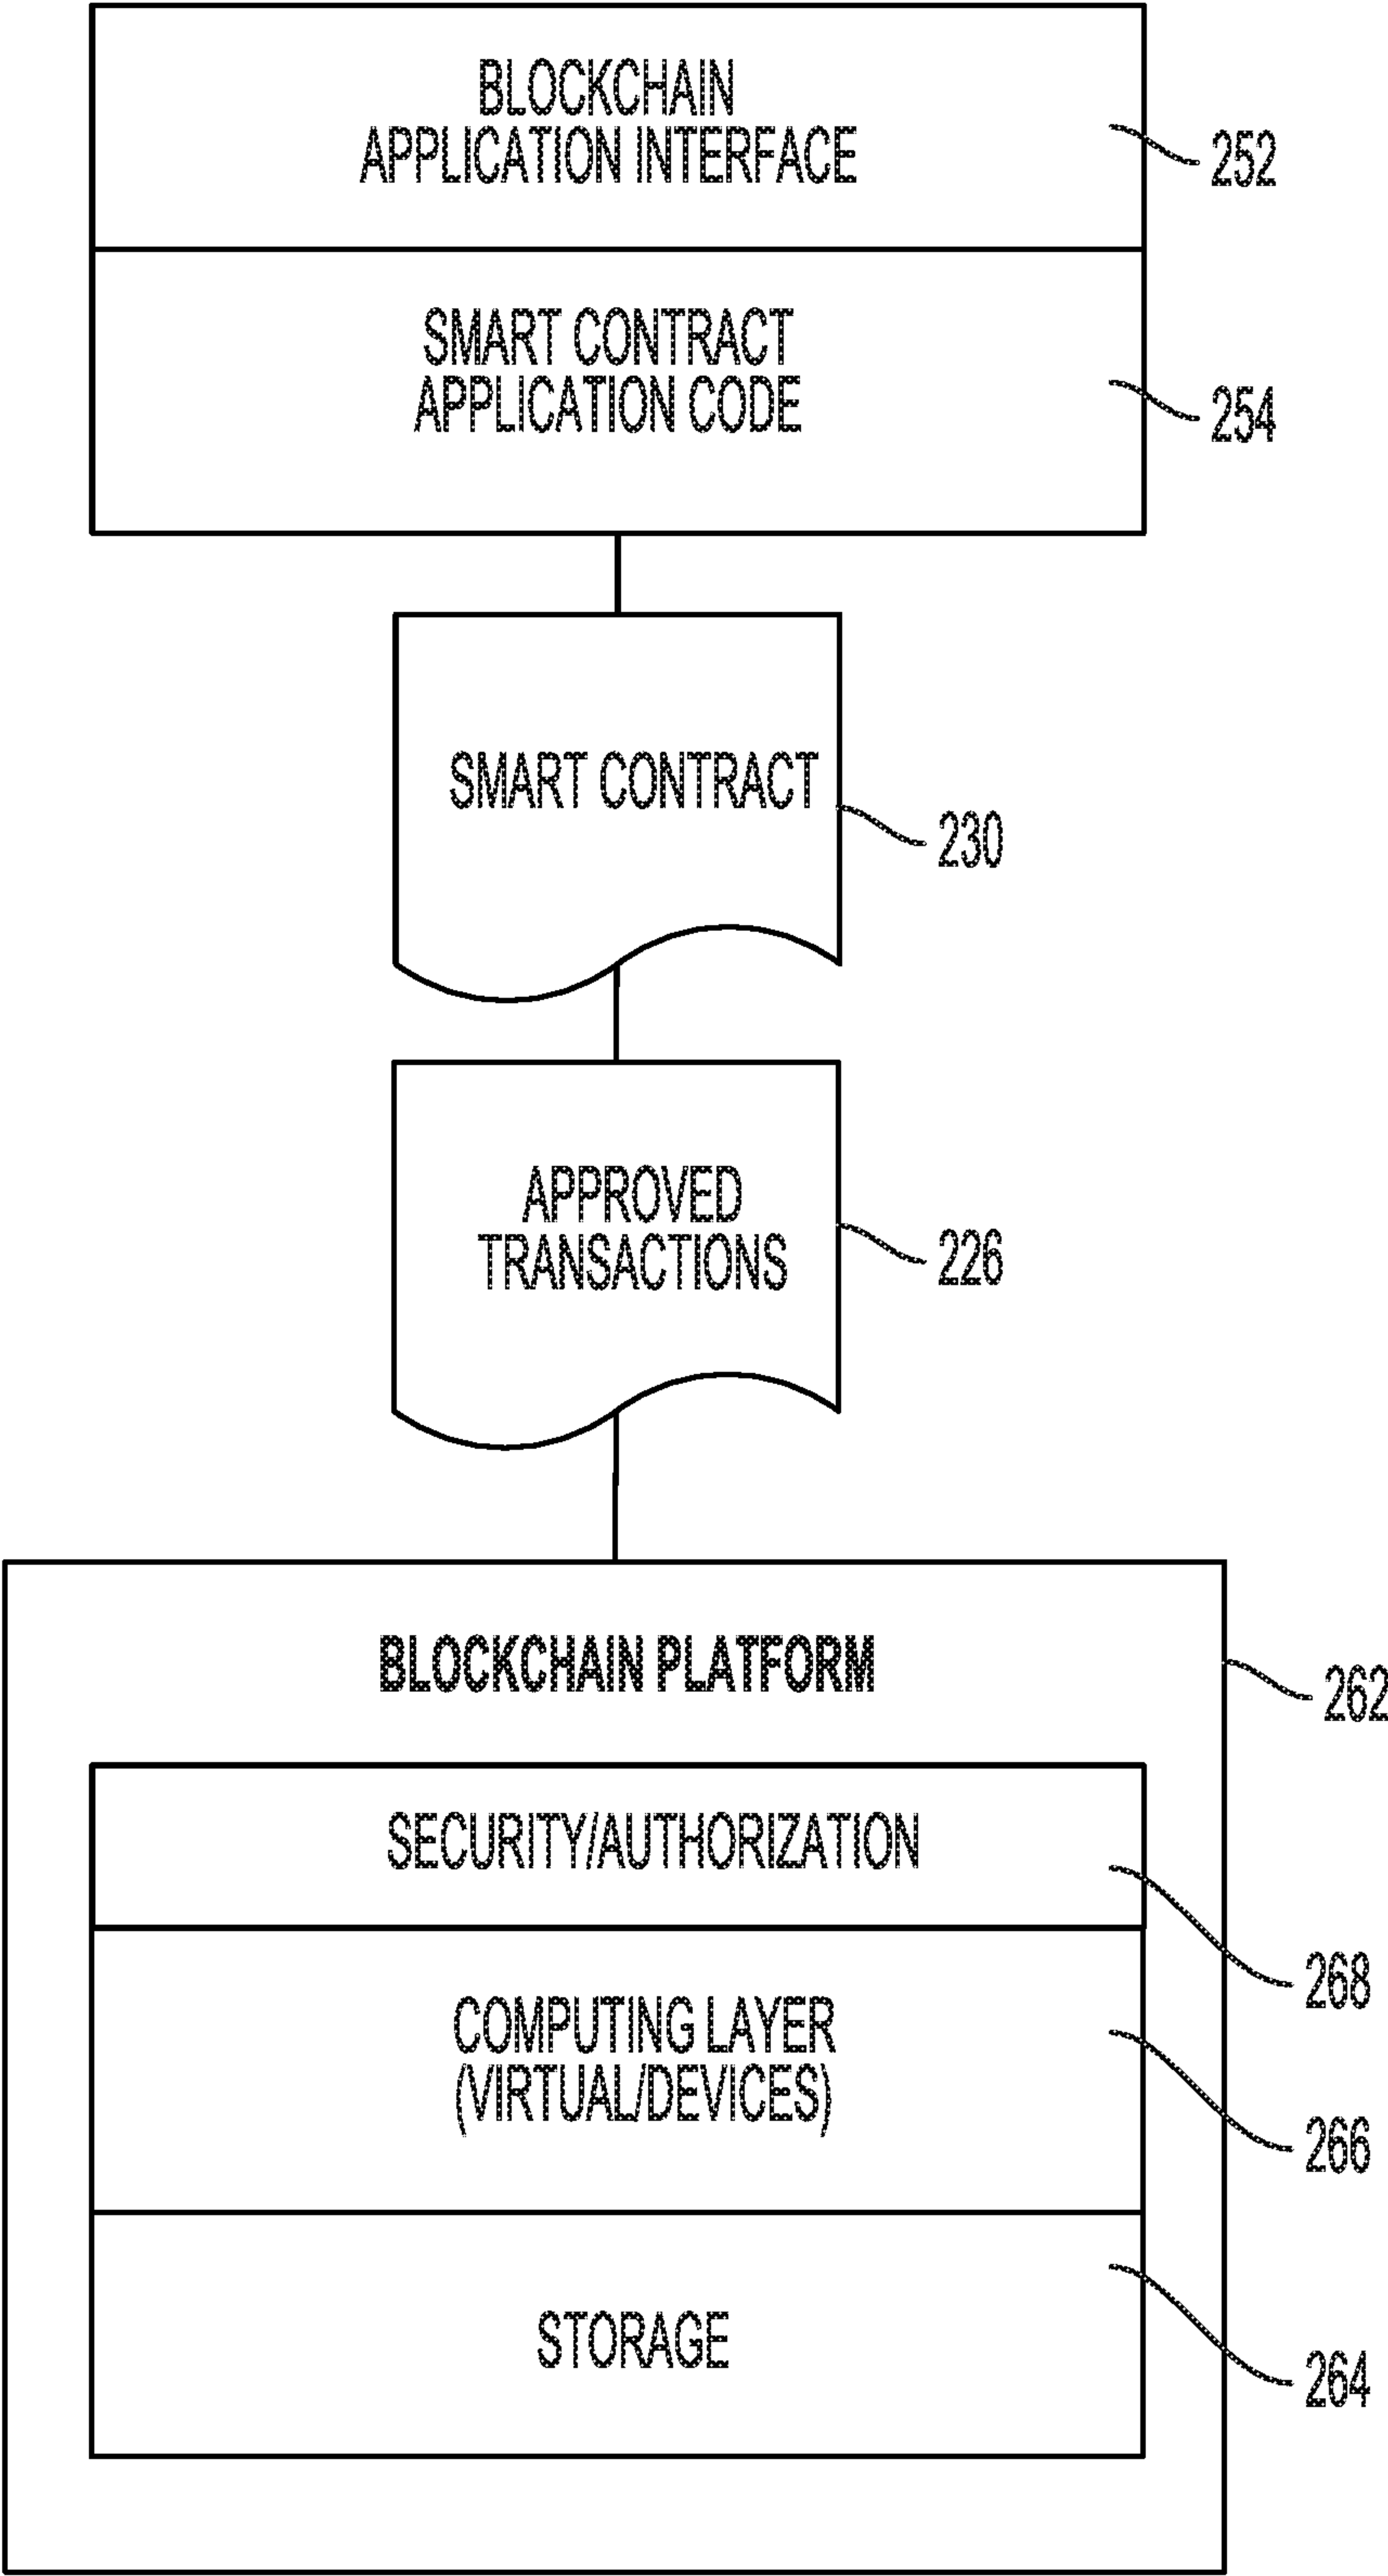 BLOCKCHAIN
APPLICATION INTERFACE
252
SMART CONTRACT
APPLICATION CODE
254
SMART CONTRACT
230
APPROVED
TRANSACTIONS
226
BLOCKCHAIN PLATFORM
262
SECURITY/AUTHORIZATION
268
COMPUTING LAYER
(VIRTUAL/DEVICES)
266
STORAGE
264